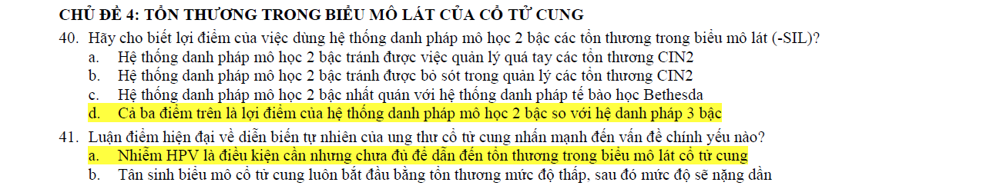 CHỦ ĐỀ 4: TỔN THƯƠNG TRONG BIỂU MÔ LÁT CỦA CỔ TỬ CUNG
40. Hãy cho biết lợi điểm của việc dùng hệ thống danh pháp mô học 2 bậc các tổn thương trong biểu mô lát (-SIL)?
a. Hệ thống danh pháp mô học 2 bậc tránh được việc quản lý quá tay các tổn thương CIN2
b. Hệ thống danh pháp mô học 2 bậc tránh được bỏ sót trong quản lý các tổn thương CIN2
c. Hệ thống danh pháp mô học 2 bậc nhất quán với hệ thống danh pháp tế bào học Bethesda
d. Cả ba điểm trên là lợi điểm của hệ thống danh pháp mô học 2 bậc so với hệ danh pháp 3 bậc
41. Luận điểm hiện đại về diễn biến tự nhiên của ung thư cổ tử cung nhấn mạnh đến vấn đề chính yếu nào?
a. Nhiễm HPV là điều kiện cần nhưng chưa đủ để dẫn đến tổn thương trong biểu mô lát cổ tử cung
b. Tân sinh biểu mô cổ tử cung luôn bắt đầu bằng tổn thương mức độ thấp, sau đó mức độ sẽ nặng dần